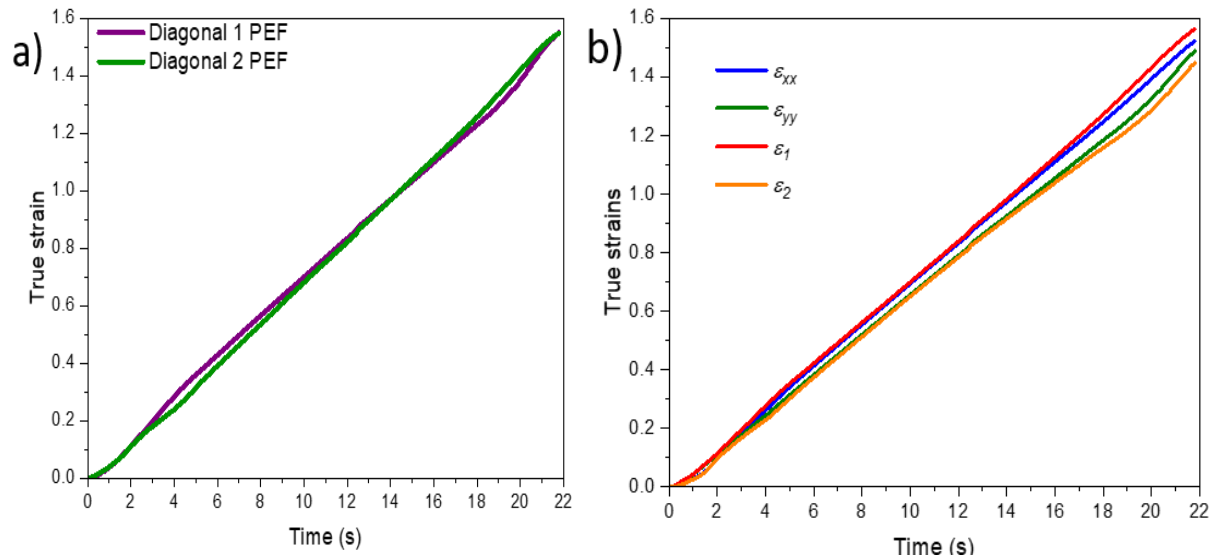 a)
Diagonal 1 PEF
Diagonal 2 PEF
True strain
1.6
1.4
1.2
1.0
0.8
0.6
0.4
0.2
0.0
0 2 4 6 8 10 12 14 16 18 20 22
Time (s)
b)
εxx
εyy
ε1
ε2
True strains
1.6
1.4
1.2
1.0
0.8
0.6
0.4
0.2
0.0
0 2 4 6 8 10 12 14 16 18 20 22
Time (s)